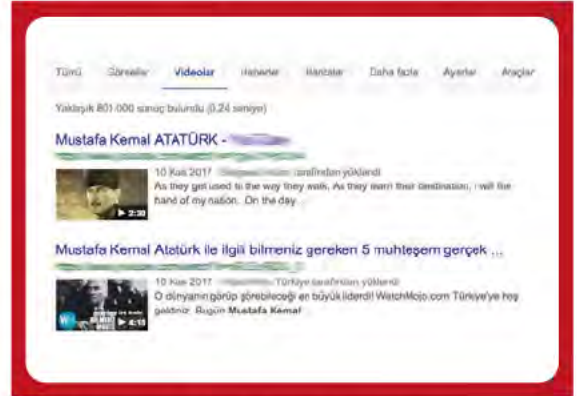 Tümü Görseller Videolar Haberler Haritalar Daha fazla Ayarlar Araçlar
Yaklaşık 801.000 sonuç bulundu (0,24 saniye)
Mustafa Kemal ATATÜRK -
10 Kas 2017 tarafından yüklendi
As they get used to the way they walk, As they learn their destination, I will the
hand of my nation. On the day
2:30
Mustafa Kemal Atatürk ile ilgili bilmeniz gereken 5 muhteşem gerçek ...
10 Kas 2017 Türkiye tarafından yüklendi
O dünyanın görüp görebileceği en büyük liderdi! WatchMojo.com Türkiye'ye hoş
geldiniz. Bugün Mustafa Kemal
4:13